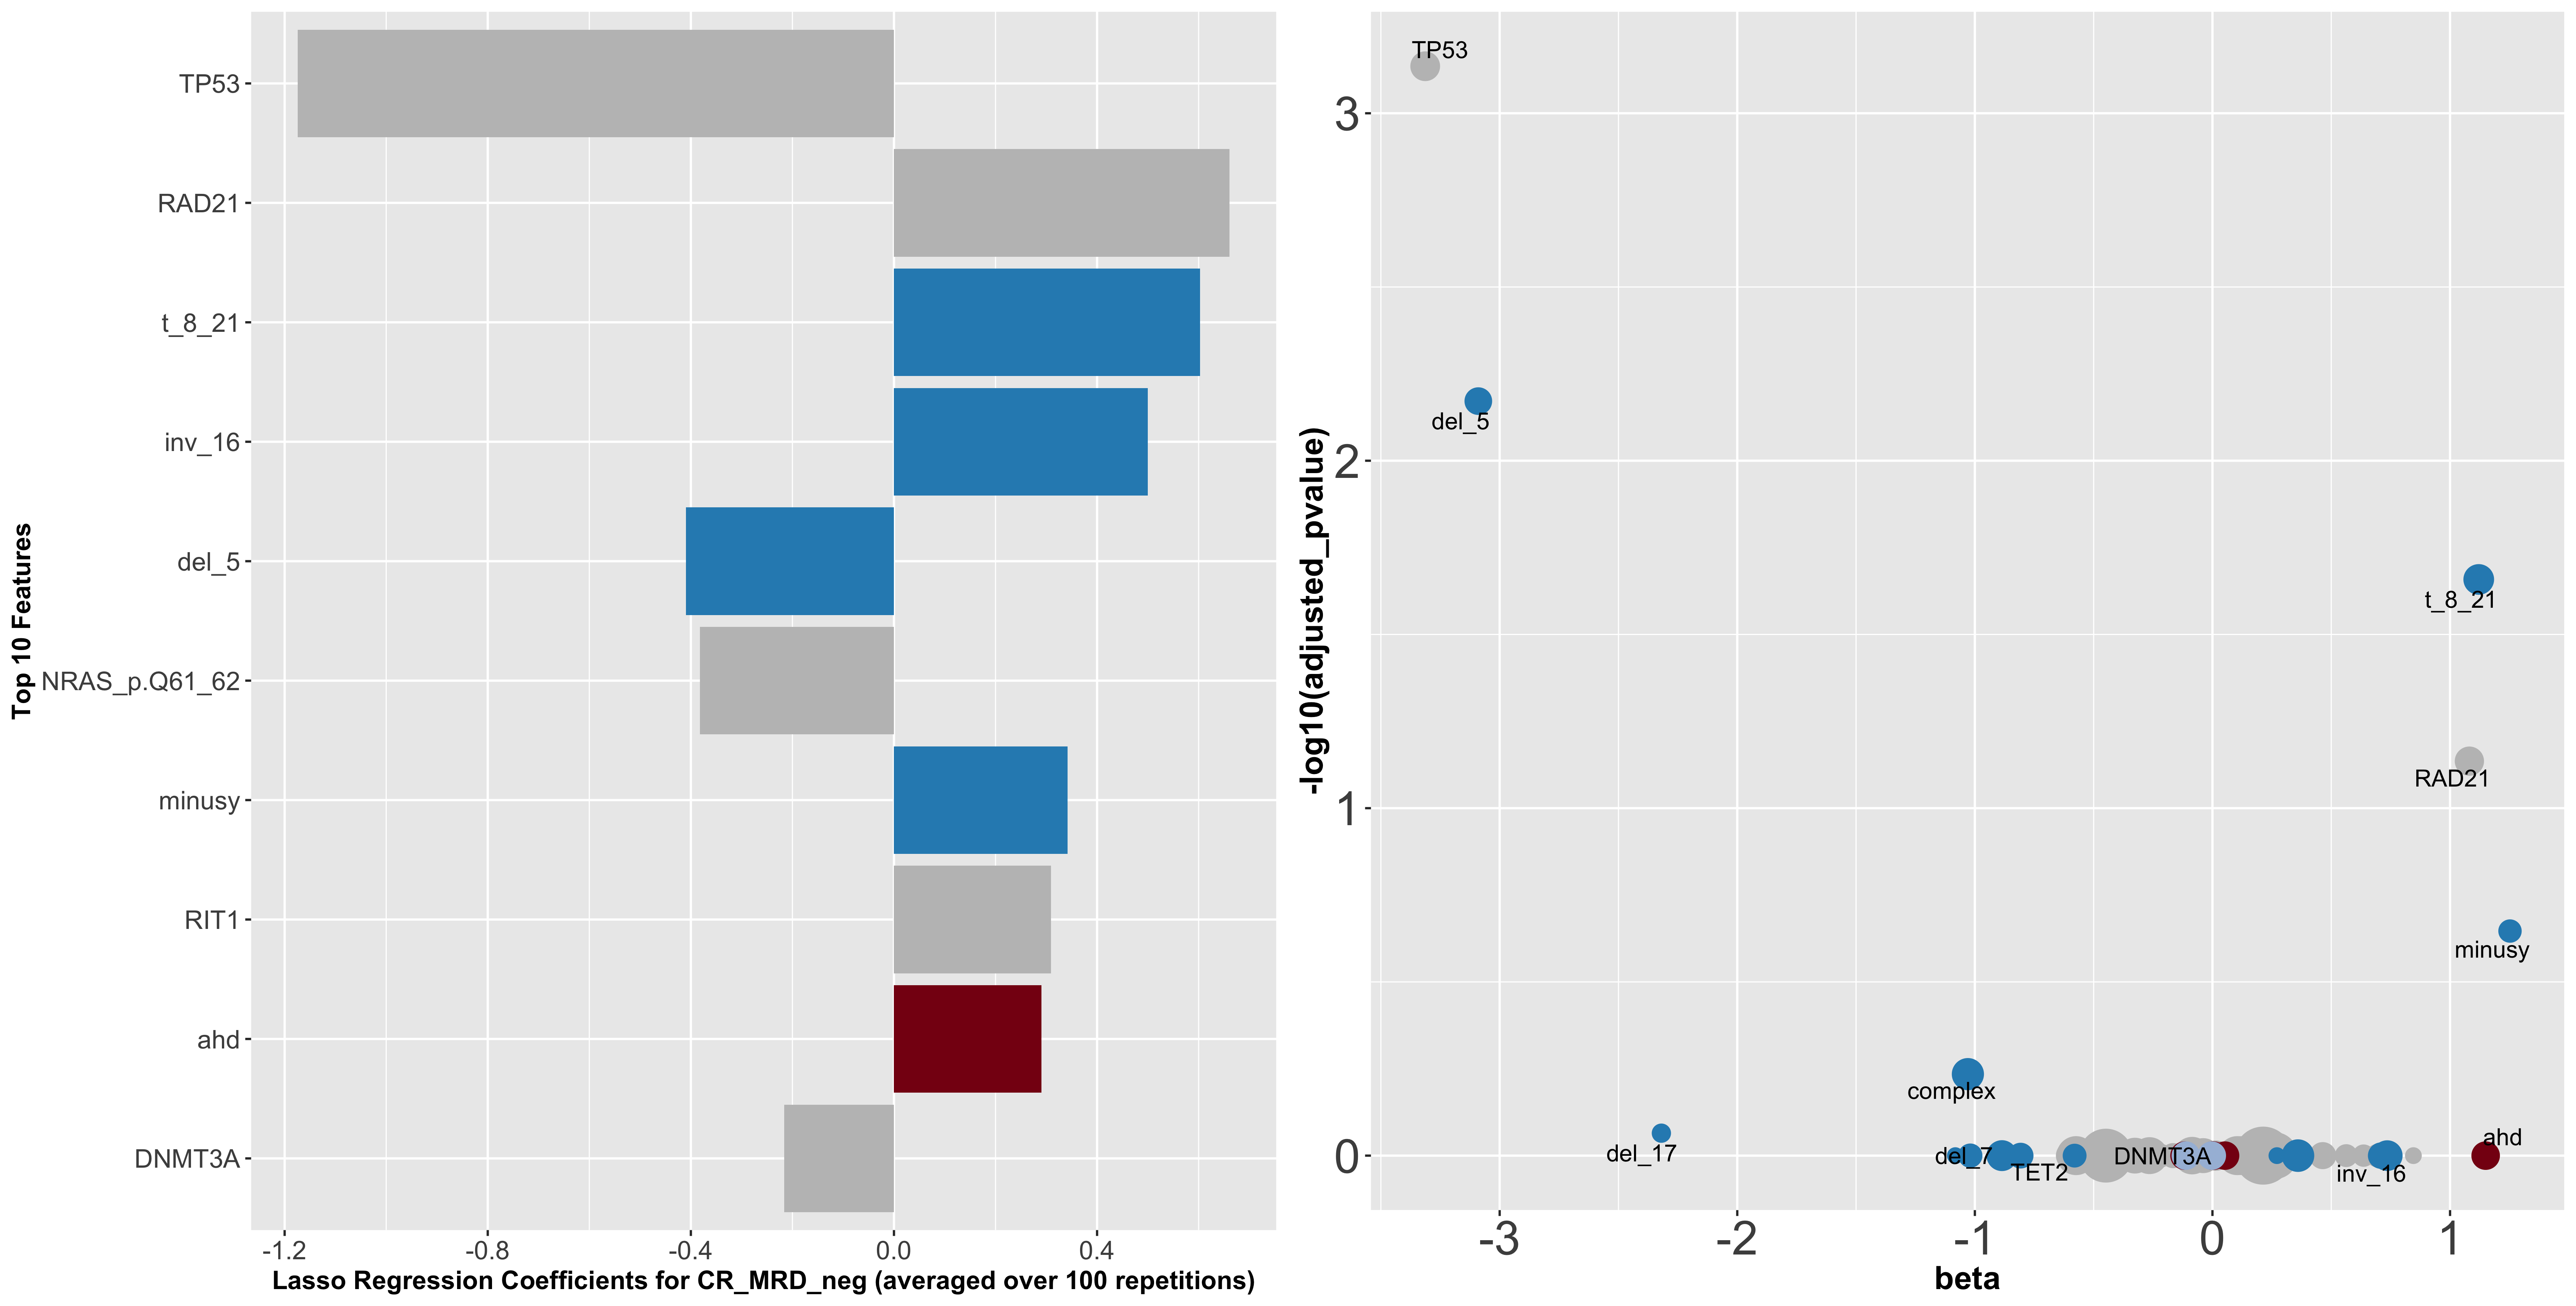 Top 10 Features
TP53
RAD21
t_8_21
inv_16
del_5
NRAS_p.Q61_62
minusy
RIT1
ahd
DNMT3A
-1.2
-0.8
-0.4
0.0
0.4
Lasso Regression Coefficients for CR_MRD_neg (averaged over 100 repetitions)
-log10(adjusted_pvalue)
3
2
1
0
TP53
del_5
t_8_21
RAD21
minusy
complex
ahd
del_17
del_7
DNMT3A
TET2
inv_16
-3
-2
-1
0
1
beta